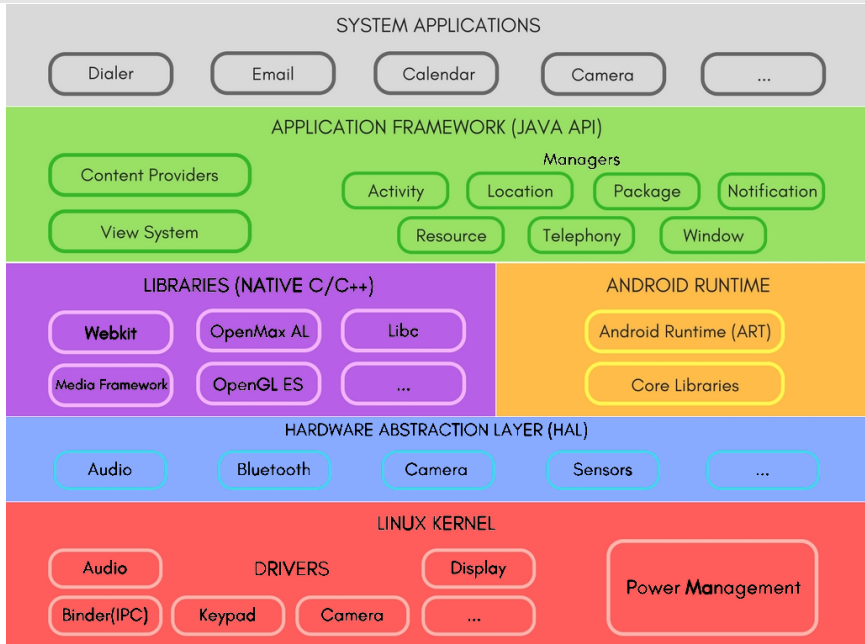 SYSTEM APPLICATIONS
Dialer Email Calendar Camera ...
APPLICATION FRAMEWORK (JAVA API)
Managers
Content Providers
Activity Location Package Notification
View System
Resource Telephony Window
LIBRARIES (NATIVE C/C++)
Webkit OpenMax AL Libc
Media Framework OpenGL ES ...
ANDROID RUNTIME
Android Runtime (ART)
Core Libraries
HARDWARE ABSTRACTION LAYER (HAL)
Audio Bluetooth Camera Sensors ...
LINUX KERNEL
Audio DRIVERS Display
Binder(IPC) Keypad Camera ...
Power Management